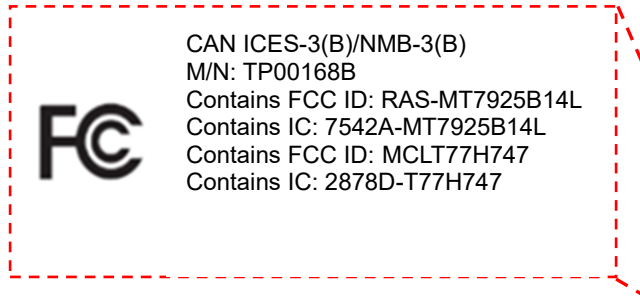 CAN ICES-3(B)/NMB-3(B)
M/N: TP00168B
Contains FCC ID: RAS-MT7925B14L
FC Contains IC: 7542A-MT7925B14L
Contains FCC ID: MCLT77H747
Contains IC: 2878D-T77H747